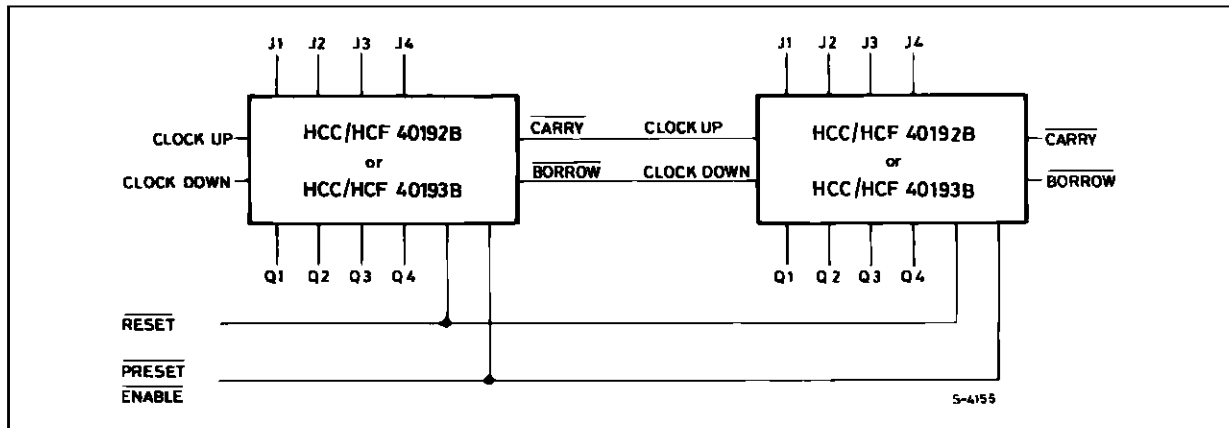 J1 J2 J3 J4 J1 J2 J3 J4
CLOCK UP HCC/HCF 40192B CARRY CLOCK UP HCC/HCF 40192B CARRY
or or
CLOCK DOWN HCC/HCF 40193B BORROW CLOCK DOWN HCC/HCF 40193B BORROW
Q1 Q2 Q3 Q4 Q1 Q2 Q3 Q4
RESET
PRESET
ENABLE S-4155